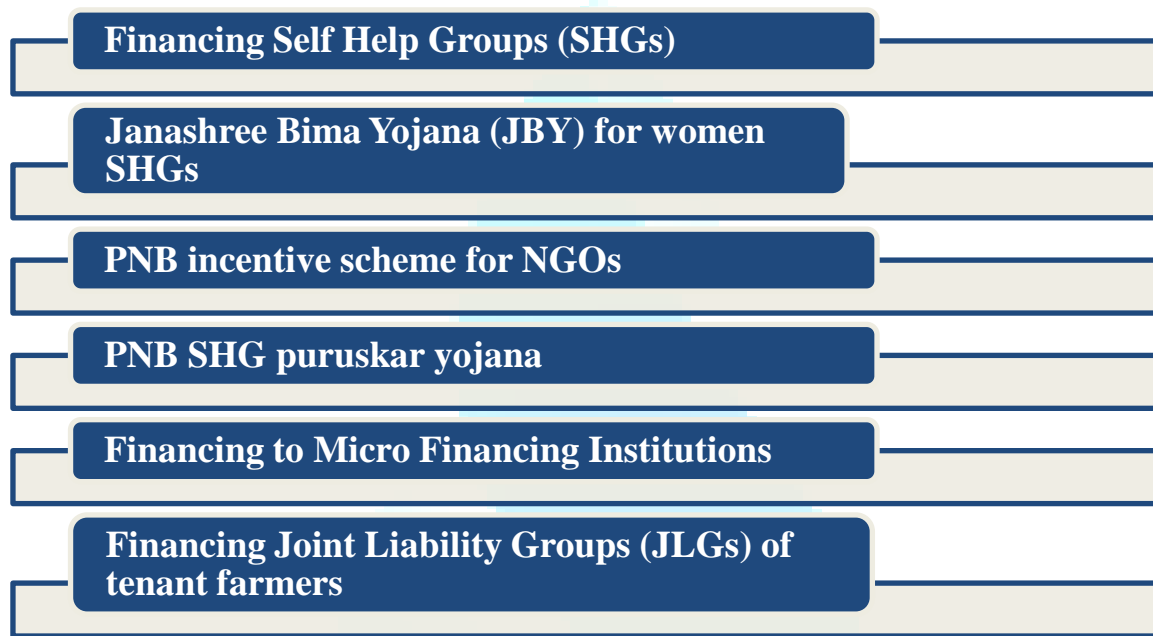 Financing Self Help Groups (SHGs)
Janashree Bima Yojana (JBY) for women
SHGs
PNB incentive scheme for NGOs
PNB SHG puruskar yojana
Financing to Micro Financing Institutions
Financing Joint Liability Groups (JLGs) of
tenant farmers